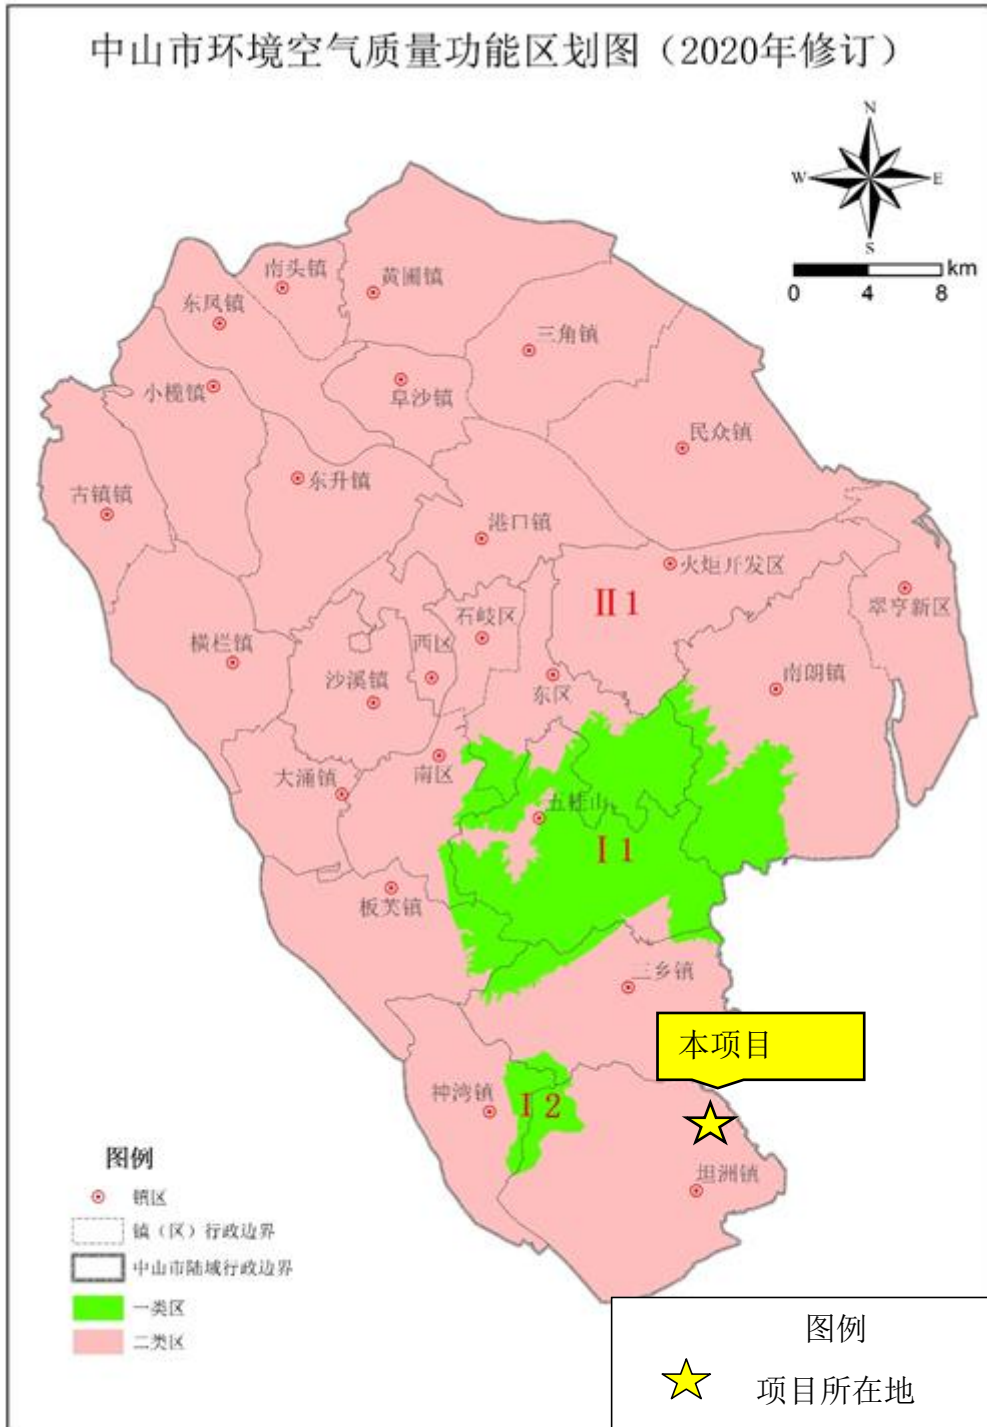 中山市环境空气质量功能区划图（2020年修订）
N
W
E
S
km
0 4 8
南头镇
黄圃镇
东凤镇
三角镇
小榄镇
阜沙镇
民众镇
东升镇
古镇镇
港口镇
火炬开发区
翠亨新区
II 1
石岐区
西区
横栏镇
沙溪镇
东区
南朗镇
南区
大涌镇
五桂山
I 1
板芙镇
三乡镇
本项目
神湾镇
I 2
坦洲镇
图例
镇区
镇（区）行政边界
中山市陆域行政边界
一类区
二类区
图例
项目所在地